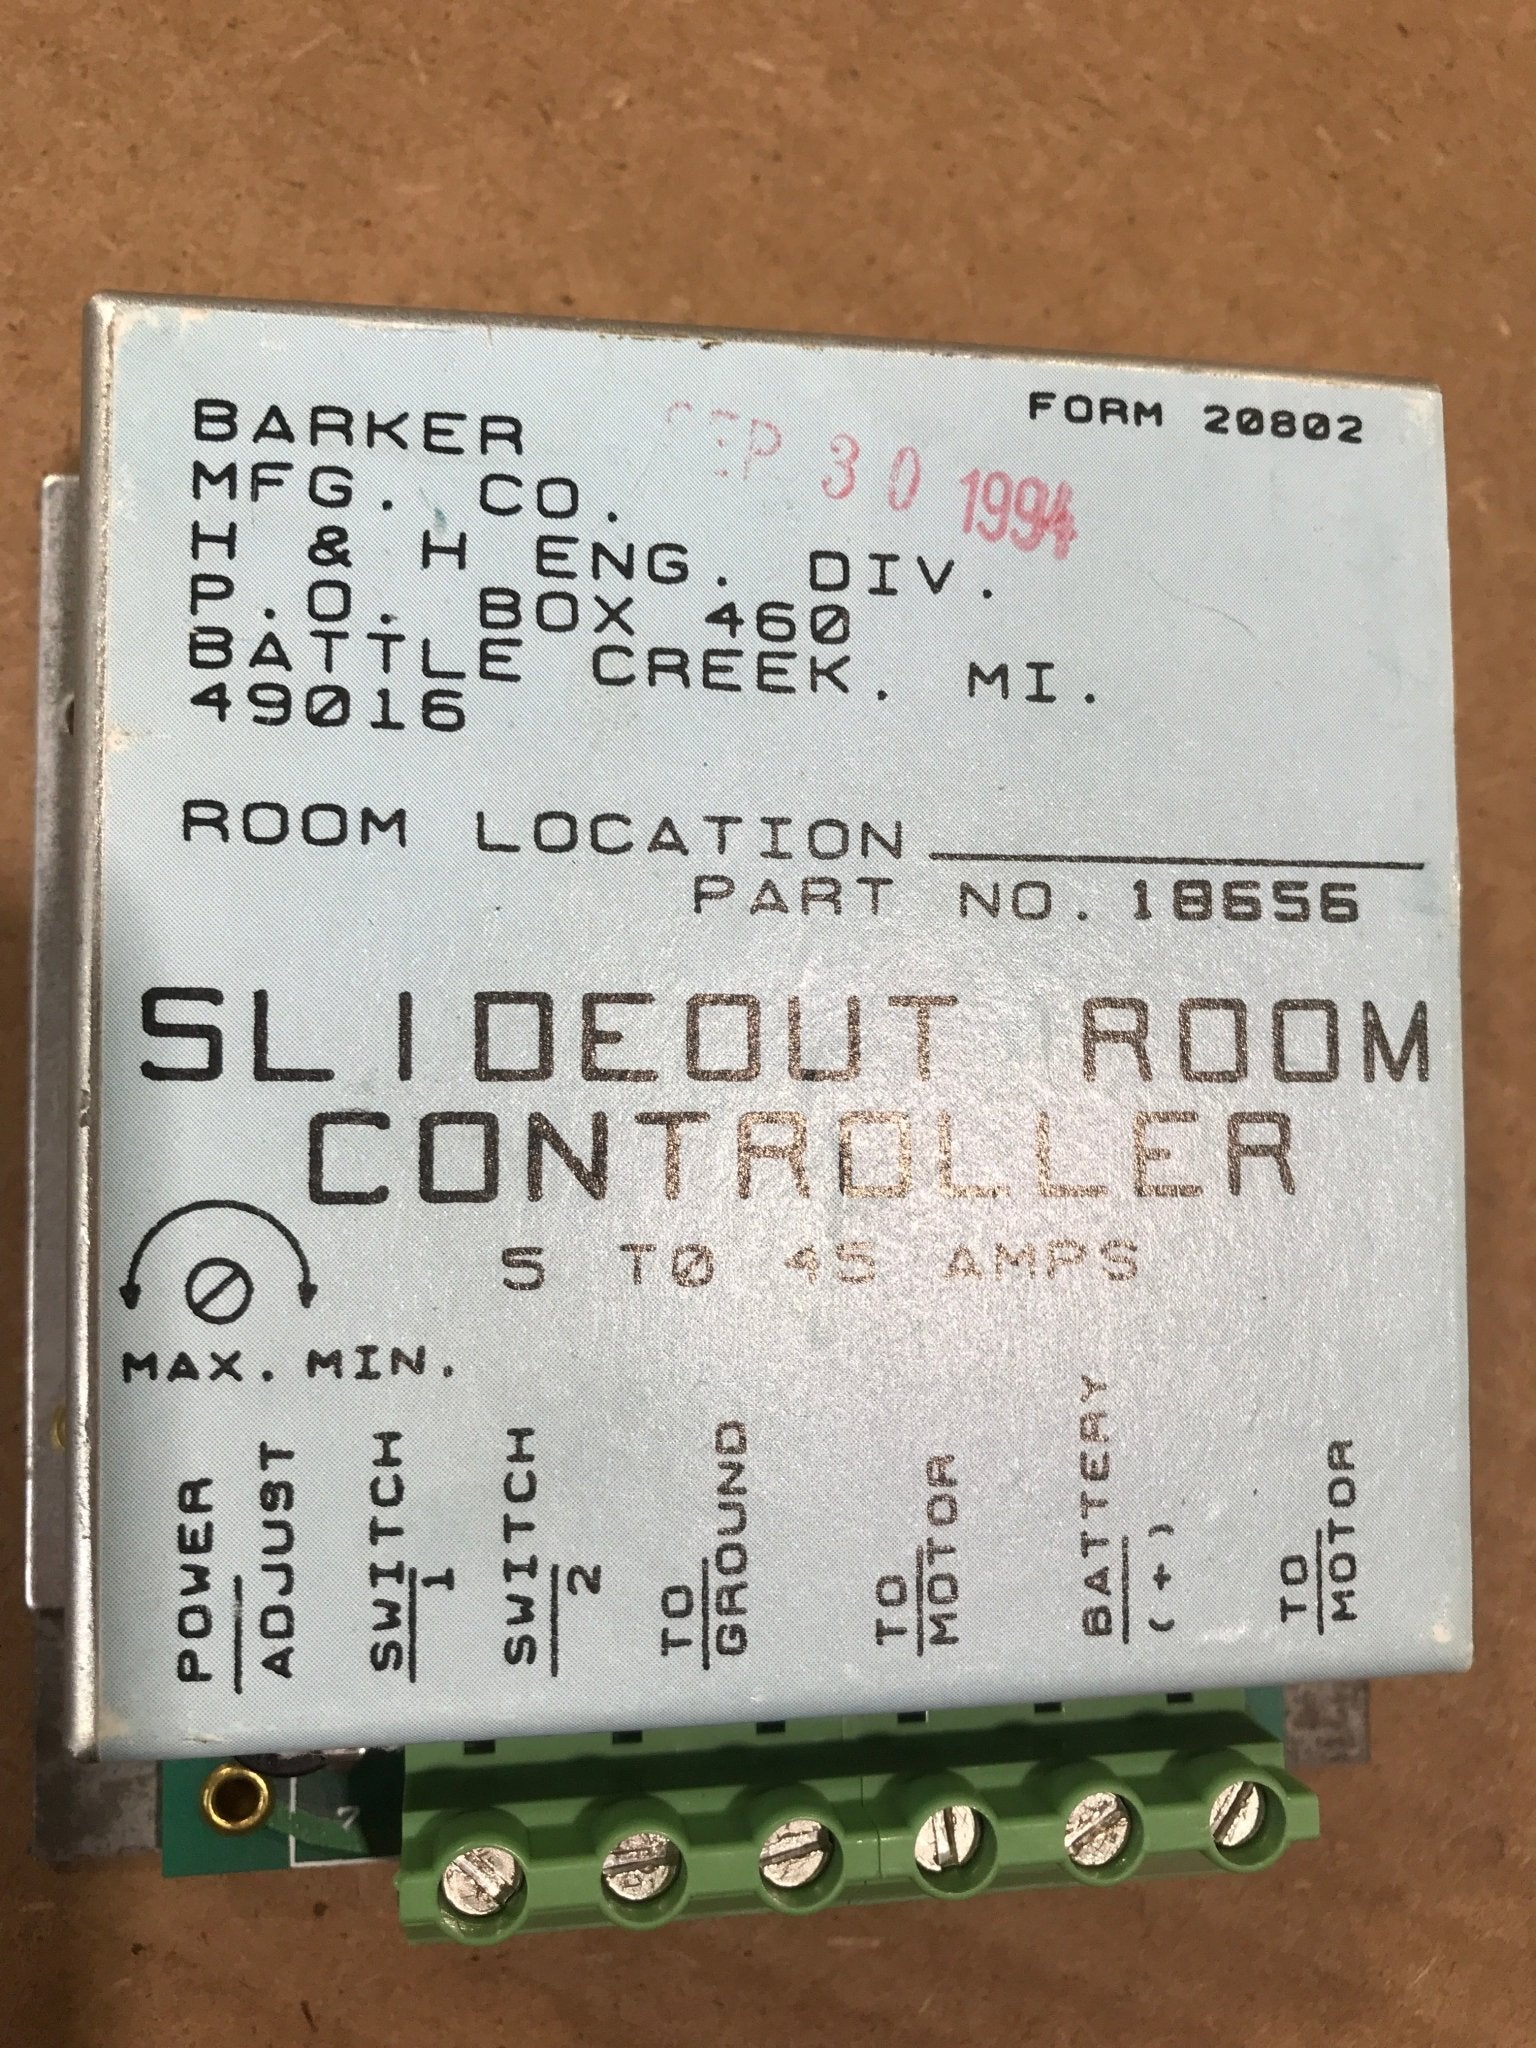 BARKER
MFG. CO.
H & H ENG. DIV.
P.O. BOX 460
BATTLE CREEK. MI.
49016
FORM 20802
SEP 30 1994
ROOM LOCATION
PART NO. 18656
SLIDEOUT ROOM
CONTROLLER
5 TO 45 AMPS
MAX. MIN.
POWER
ADJUST
SWITCH
1
SWITCH
2
TO
GROUND
TO
MOTOR
BATTERY
(+)
TO
MOTOR
7